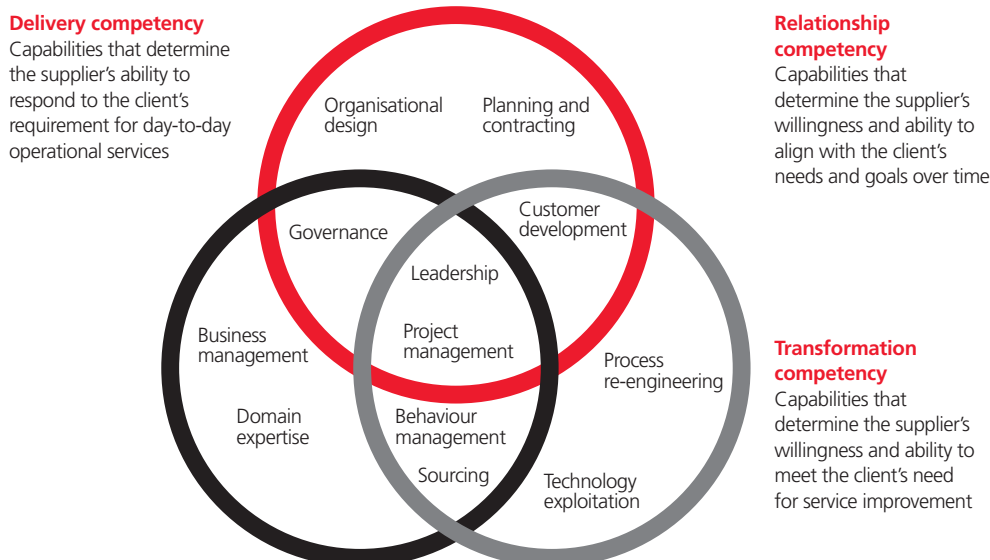 Delivery competency
Capabilities that determine
the supplier's ability to
respond to the client's
requirement for day-to-day
operational services
Relationship
competency
Capabilities that
determine the supplier's
willingness and ability to
align with the client's
needs and goals over time
Organisational
design
Planning and
contracting
Governance
Customer
development
Leadership
Business
management
Project
management
Process
re-engineering
Domain
expertise
Behaviour
management
Sourcing
Technology
exploitation
Transformation
competency
Capabilities that
determine the supplier's
willingness and ability to
meet the client's need
for service improvement